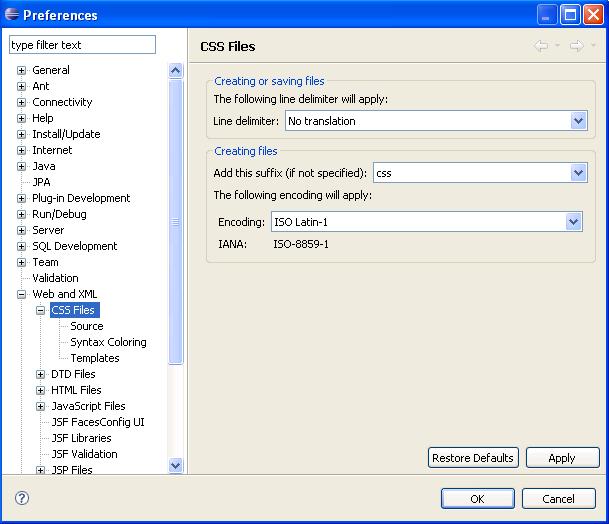 Preferences
type filter text
General
Ant
Connectivity
Help
Install/Update
Internet
Java
JPA
Plug-in Development
Run/Debug
Server
SQL Development
Team
Validation
Web and XML
CSS Files
Source
Syntax Coloring
Templates
DTD Files
HTML Files
JavaScript Files
JSF FacesConfig UI
JSF Libraries
JSF Validation
JSP Files
CSS Files
Creating or saving files
The following line delimiter will apply:
Line delimiter: No translation
Creating files
Add this suffix (if not specified): css
The following encoding will apply:
Encoding: ISO Latin-1
IANA: ISO-8859-1
Restore Defaults Apply
? OK Cancel